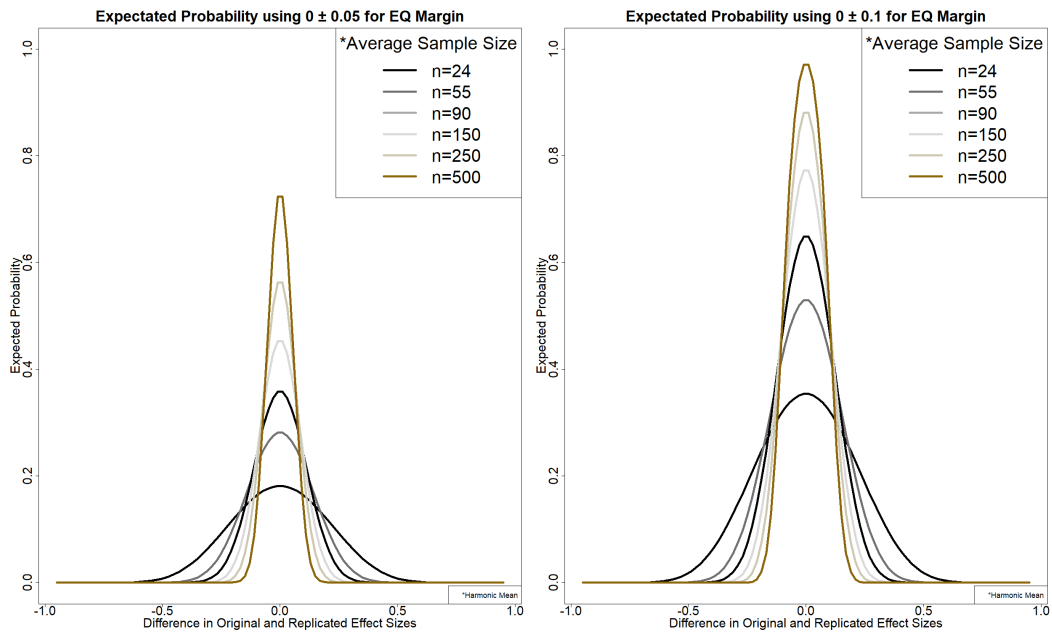 Expectated Probability using 0 ± 0.05 for EQ Margin
*Average Sample Size
n=24
n=55
n=90
n=150
n=250
n=500
Expected Probability
1.0
0.8
0.6
0.4
0.2
0.0
*Harmonic Mean
-1.0 -0.5 0.0 0.5 1.0
Difference in Original and Replicated Effect Sizes
Expectated Probability using 0 ± 0.1 for EQ Margin
*Average Sample Size
n=24
n=55
n=90
n=150
n=250
n=500
Expected Probability
1.0
0.8
0.6
0.4
0.2
0.0
*Harmonic Mean
-1.0 -0.5 0.0 0.5 1.0
Difference in Original and Replicated Effect Sizes